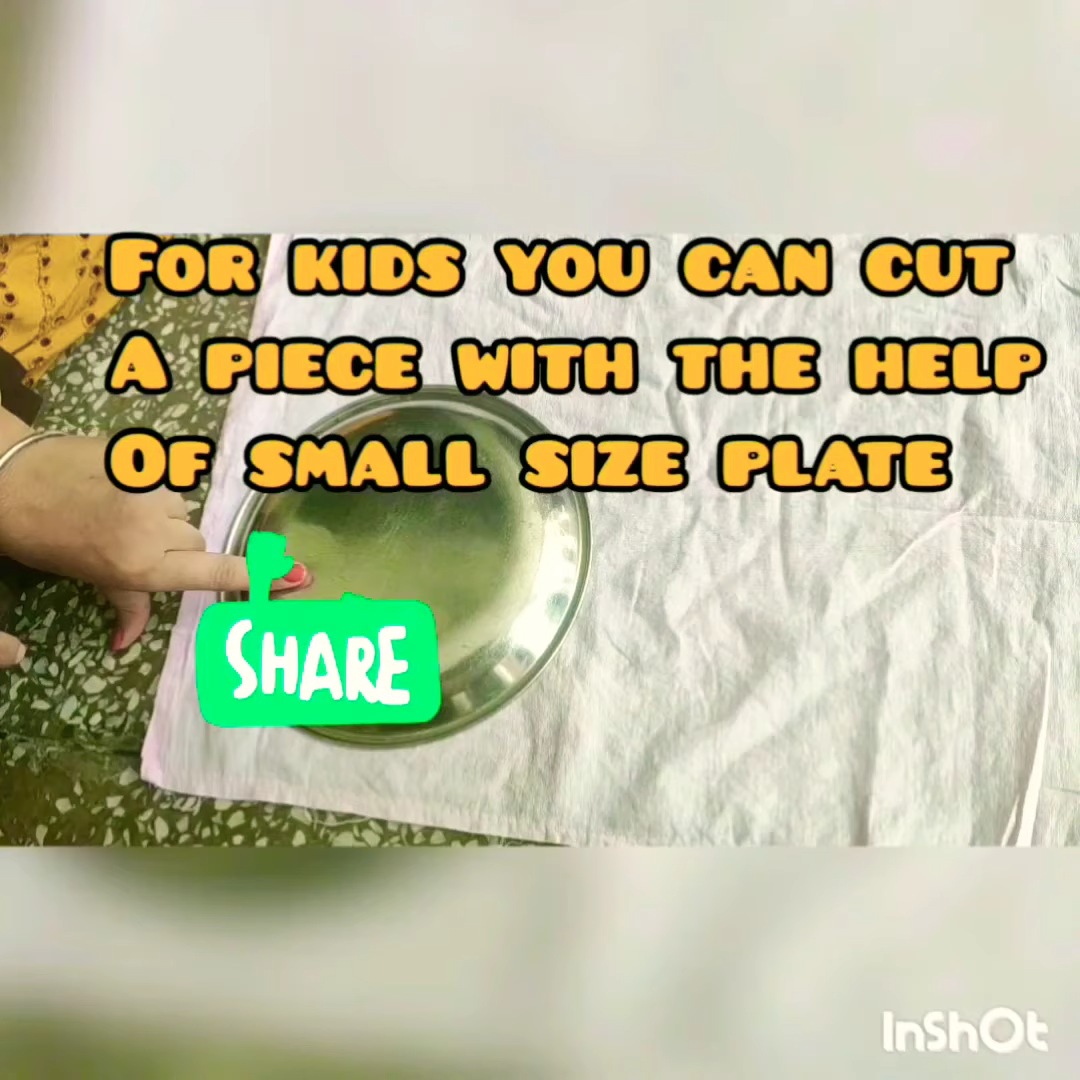 For kids you can cut
A piece with the help
Of small size plate
SHARE
InShOt